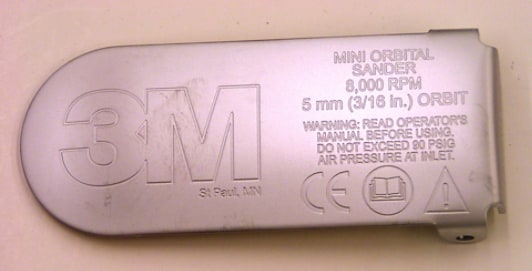 3M
St Paul, MN
MINI ORBITAL
SANDER
8,000 RPM
5 mm (3/16 in.) ORBIT
WARNING: READ OPERATOR'S
MANUAL BEFORE USING.
DO NOT EXCEED 90 PSIG
AIR PRESSURE AT INLET.
CE